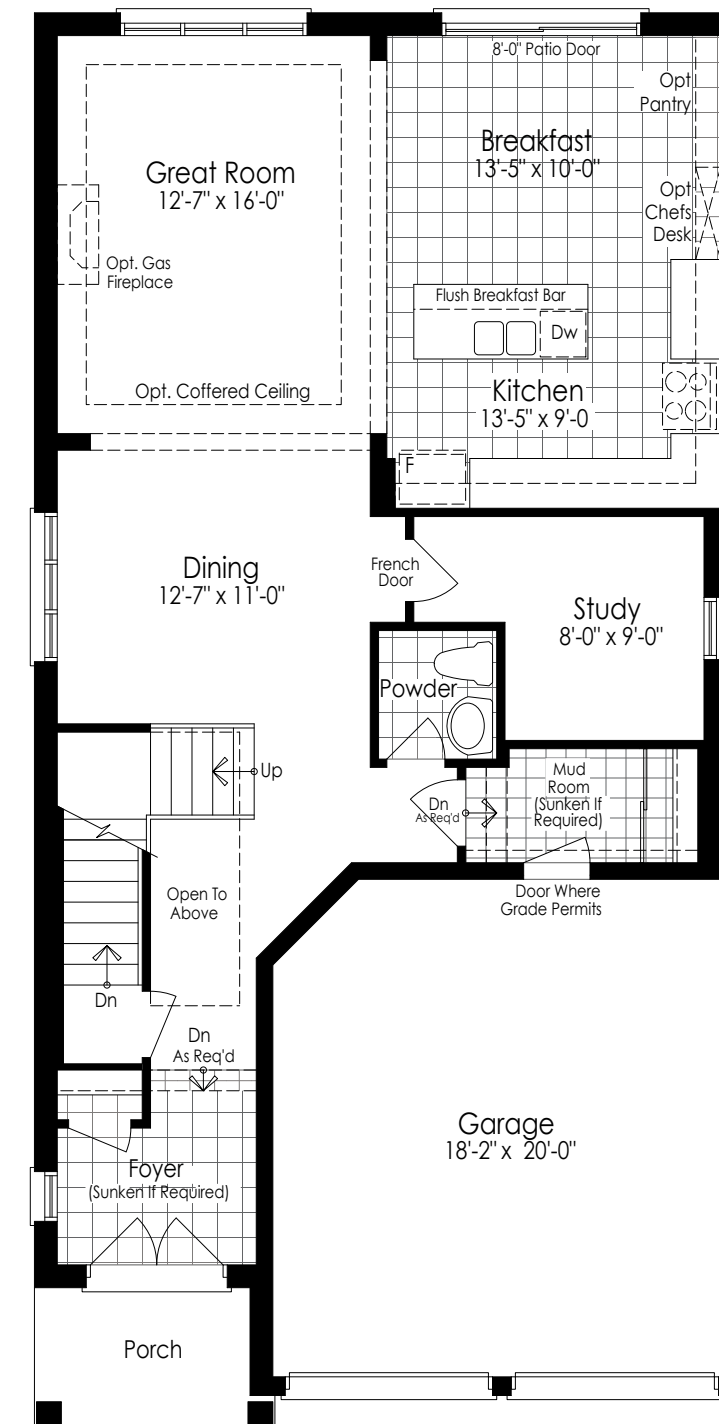 8'-0" Patio Door
Opt
Pantry
Breakfast
13'-5" x 10'-0"
Great Room
12'-7" x 16'-0"
Opt
Chefs
Desk
Opt. Gas
Fireplace
Flush Breakfast Bar
Dw
Opt. Coffered Ceiling
Kitchen
13'-5" x 9'-0
F
Dining
12'-7" x 11'-0"
French
Door
Study
8'-0" x 9'-0"
Powder
Up
Mud
Room
(Sunken If
Required)
Dn
As Req'd
Open To
Above
Door Where
Grade Permits
Dn
Dn
As Req'd
Garage
18'-2" x 20'-0"
Foyer
(Sunken If Required)
Porch